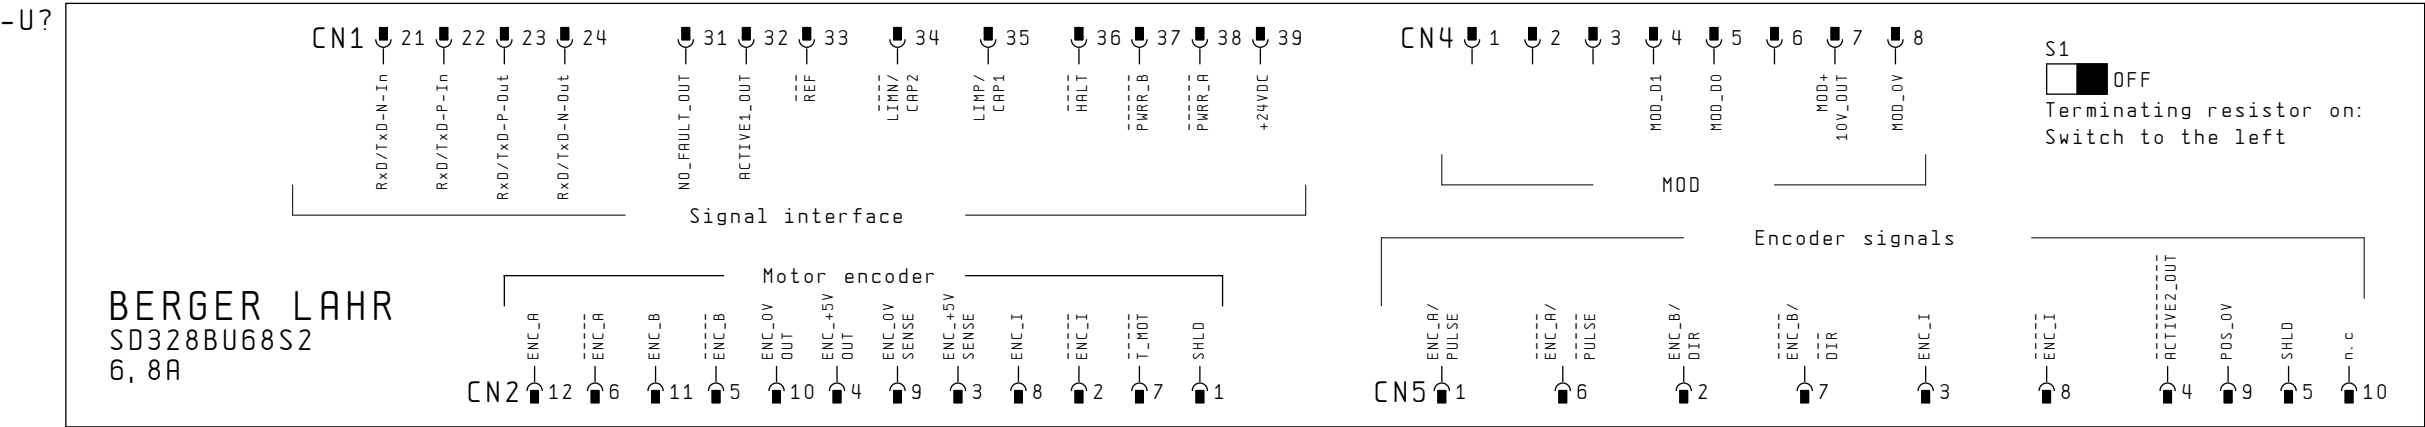 -U?
CN1 21 22 23 24 31 32 33 34 35 36 37 38 39
RxD/TxD-N-In
RxD/TxD-P-In
RxD/TxD-P-Out
RxD/TxD-N-Out
NO_FAULT_OUT
ACTIVE1_OUT
REF
LIMN/
CAP2
LIMP/
CAP1
HALT
PWRR_B
PWRR_A
+24VDC
Signal interface
CN4 1 2 3 4 5 6 7 8
MOD_D1
MOD_D0
MOD+
10V_OUT
MOD_0V
MOD
S1
OFF
Terminating resistor on:
Switch to the left
BERGER LAHR
SD328BU68S2
6,8A
Motor encoder
ENC_A
ENC_A
ENC_B
ENC_B
ENC_0V
OUT
ENC_+5V
OUT
ENC_0V
SENSE
ENC_+5V
SENSE
ENC_I
ENC_I
T_MOT
SHLD
CN2 12 6 11 5 10 4 9 3 8 2 7 1
Encoder signals
ENC_A/
PULSE
ENC_A/
PULSE
ENC_B/
DIR
ENC_B/
DIR
ENC_I
ENC_I
ACTIVE2_OUT
POS_0V
SHLD
n.c
CN5 1 6 2 7 3 8 4 9 5 10